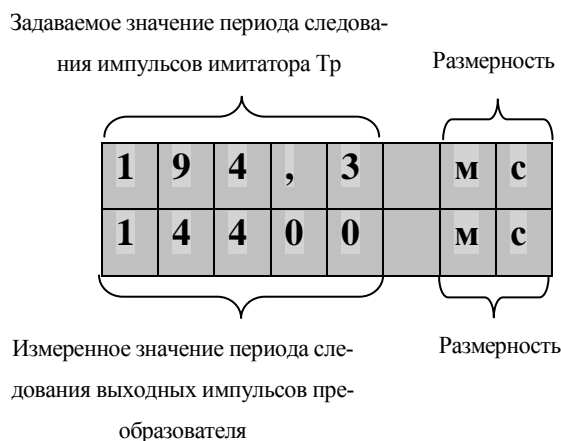 Задаваемое значение периода следова-
ния импульсов имитатора Тр
Размерность
1 9 4 , 3 м с
1 4 4 0 0 м с
Измеренное значение периода сле-
дования выходных импульсов пре-
образователя
Размерность